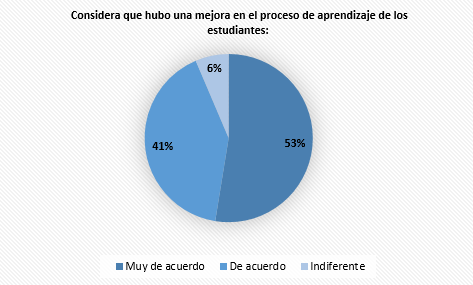 Considera que hubo una mejora en el proceso de aprendizaje de los
estudiantes:
6%
41%
53%
Muy de acuerdo
De acuerdo
Indiferente